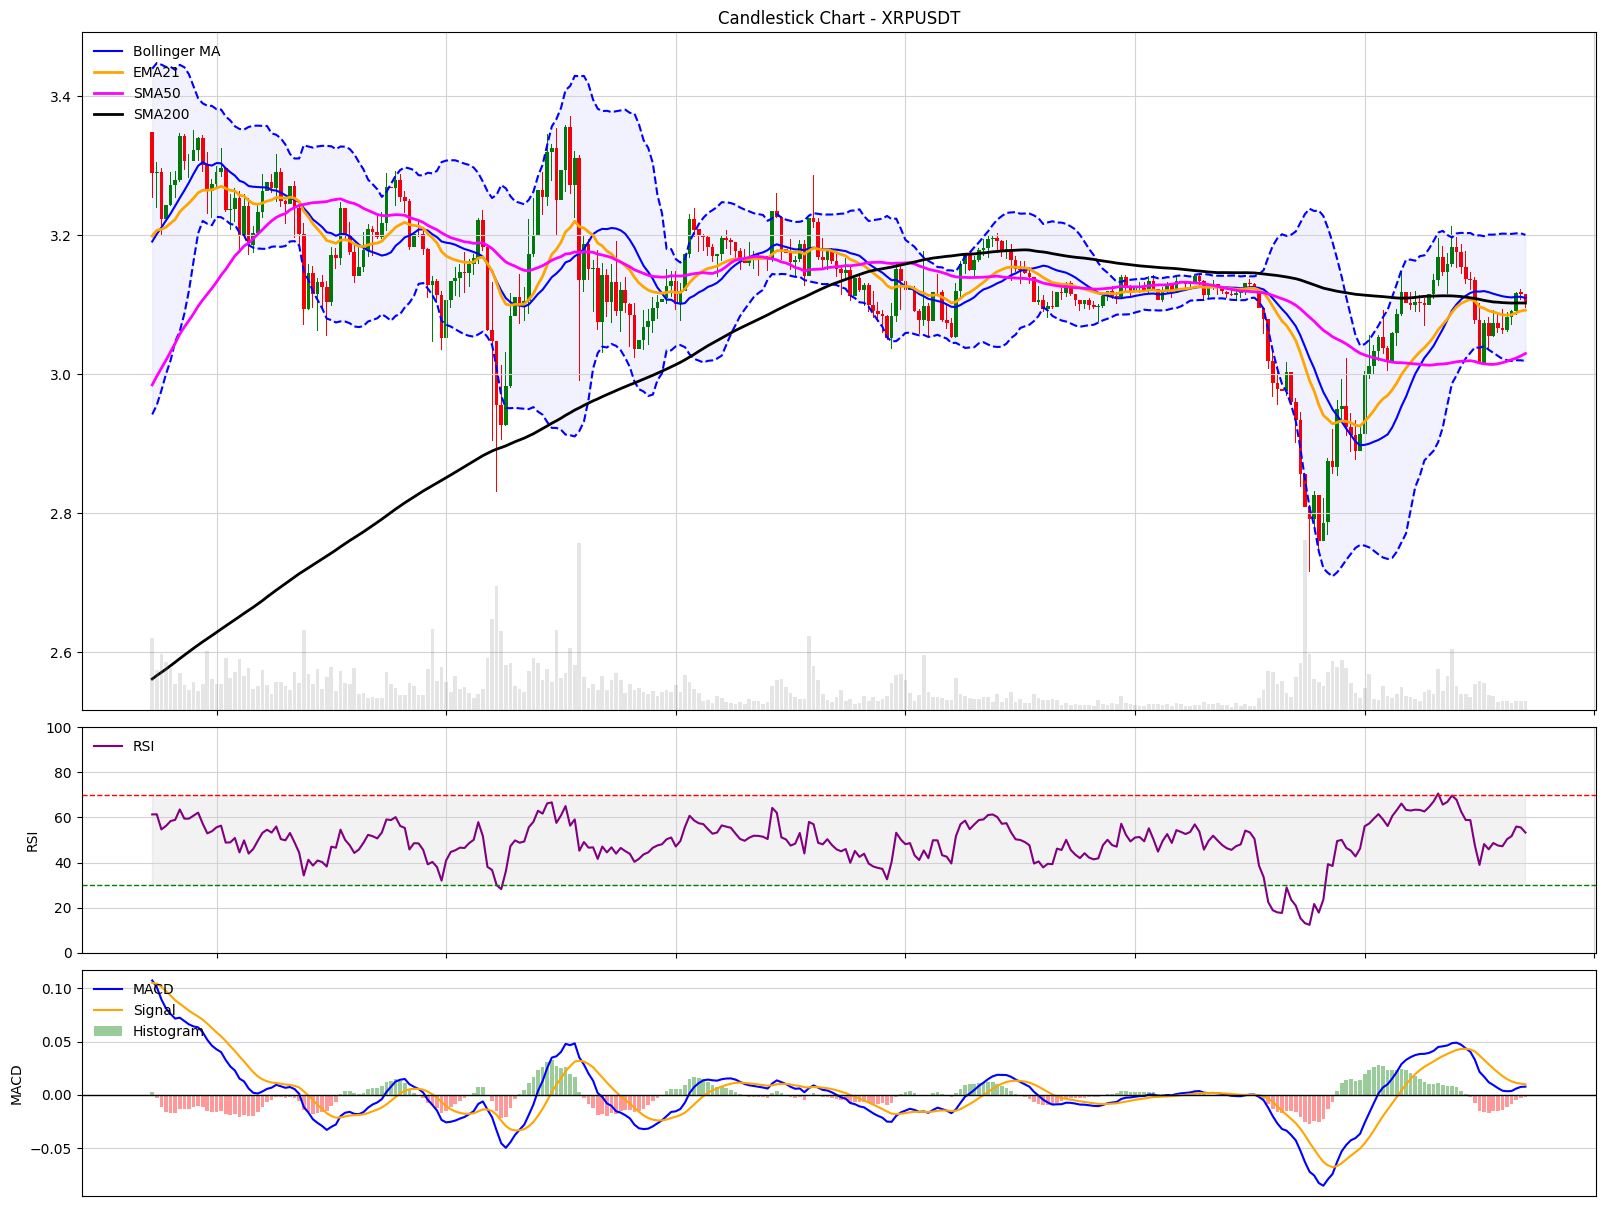 Candlestick Chart - XRPUSDT
Bollinger MA
EMA21
SMA50
SMA200
3.4
3.2
3.0
2.8
2.6
RSI
100
80
60
40
20
0
RSI
MACD
Signal
Histogram
0.10
0.05
0.00
−0.05
MACD